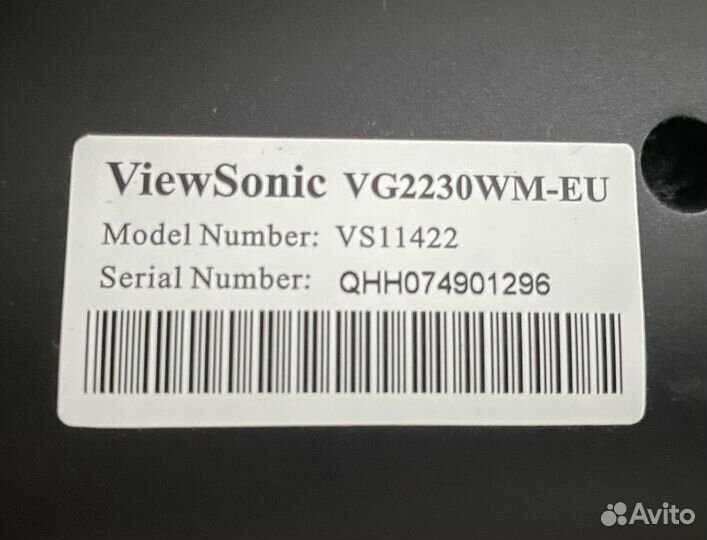 ViewSonic VG2230WM-EU
Model Number: VS11422
Serial Number: QHH074901296
Avito